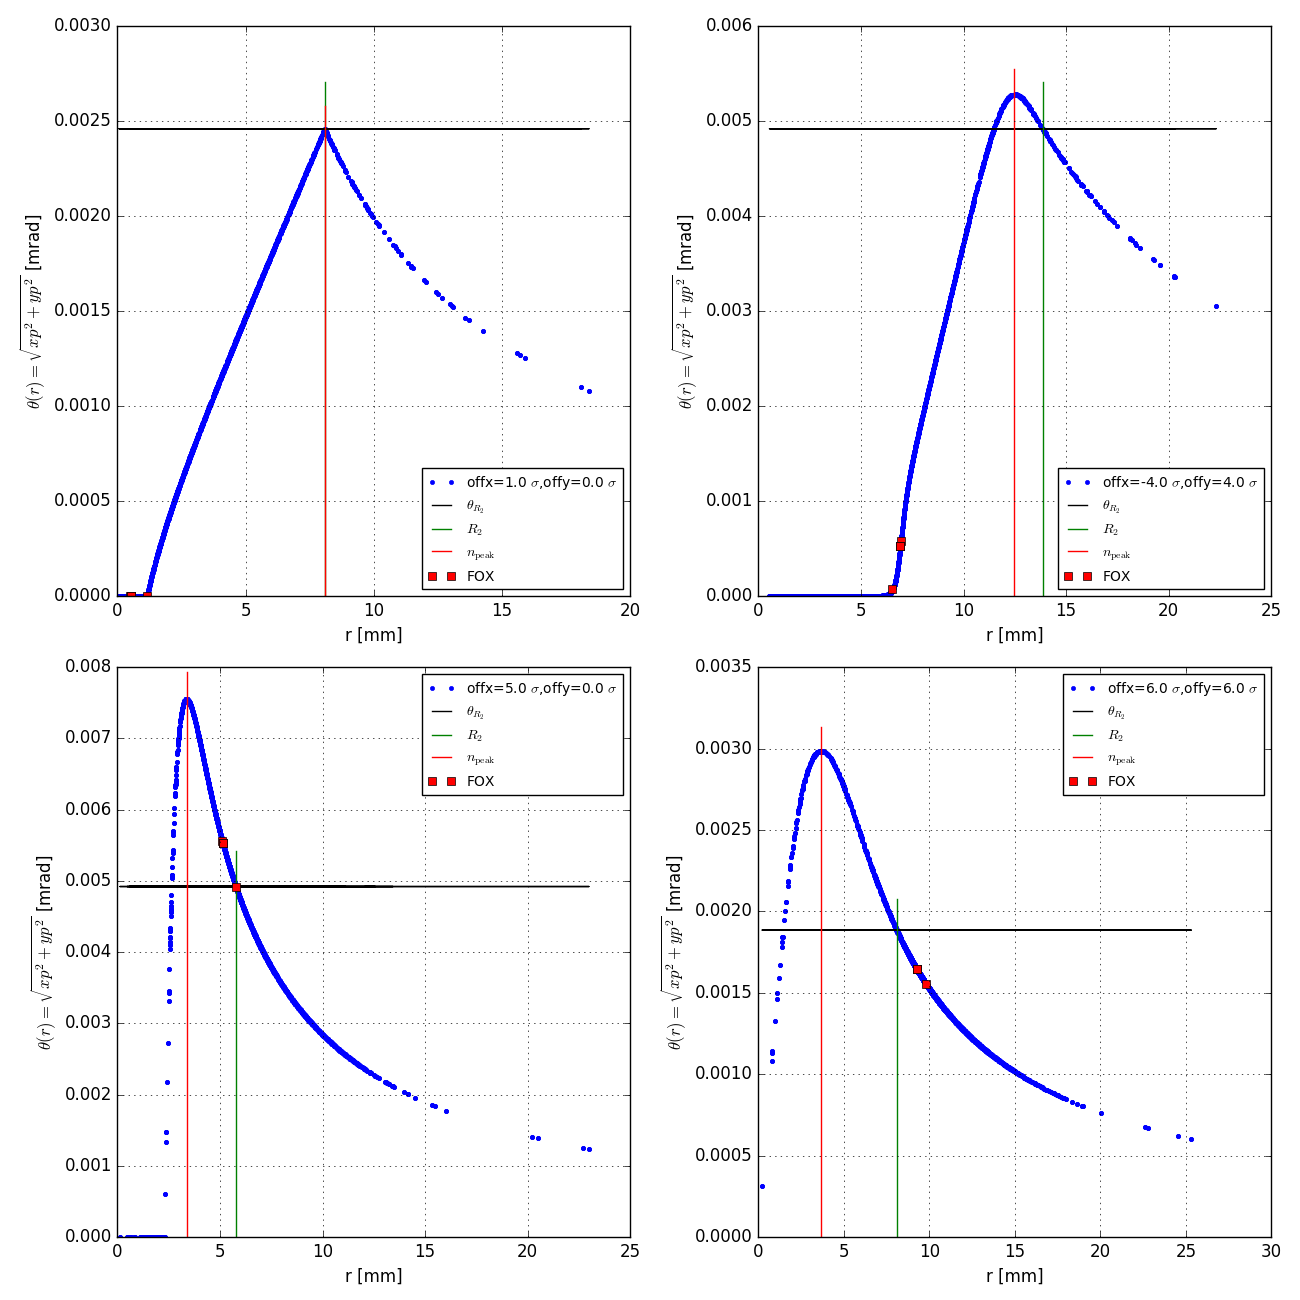 0.0030
0.0025
0.0020
0.0015
0.0010
0.0005
0.0000
θ(r) = √xp² + yp² [mrad]
offx=1.0 σ,offy=0.0 σ
θ_R₂
R₂
n_peak
FOX
0 5 10 15 20
r [mm]
0.006
0.005
0.004
0.003
0.002
0.001
0.000
θ(r) = √xp² + yp² [mrad]
offx=-4.0 σ,offy=4.0 σ
θ_R₂
R₂
n_peak
FOX
0 5 10 15 20 25
r [mm]
0.008
0.007
0.006
0.005
0.004
0.003
0.002
0.001
0.000
θ(r) = √xp² + yp² [mrad]
offx=5.0 σ,offy=0.0 σ
θ_R₂
R₂
n_peak
FOX
0 5 10 15 20 25
r [mm]
0.0035
0.0030
0.0025
0.0020
0.0015
0.0010
0.0005
0.0000
θ(r) = √xp² + yp² [mrad]
offx=6.0 σ,offy=6.0 σ
θ_R₂
R₂
n_peak
FOX
0 5 10 15 20 25 30
r [mm]